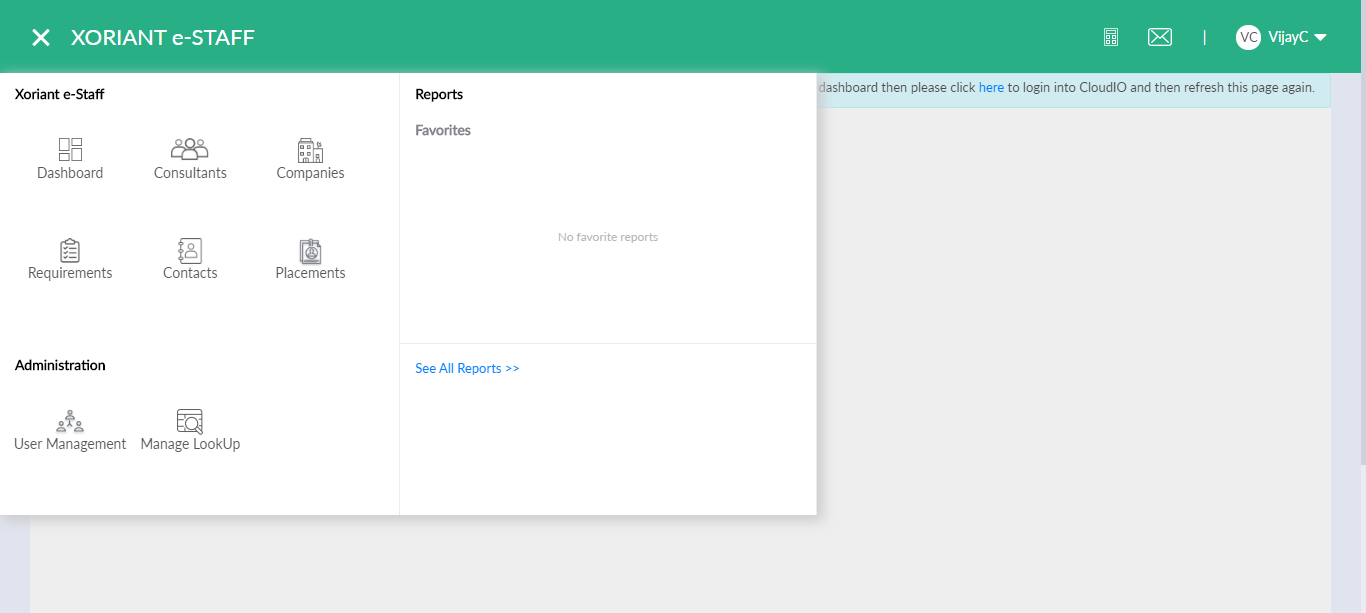 XORIANT e-STAFF
|
VC VijayC
dashboard then please click here to login into CloudIO and then refresh this page again.
Xoriant e-Staff
Dashboard Consultants Companies
Requirements Contacts Placements
Administration
User Management Manage LookUp
Reports
Favorites
No favorite reports
See All Reports >>